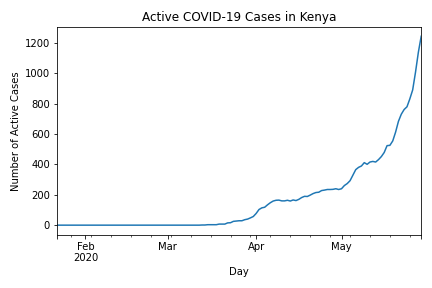 Active COVID-19 Cases in Kenya
Number of Active Cases
1200
1000
800
600
400
200
0
Feb
2020
Mar
Apr
May
Day